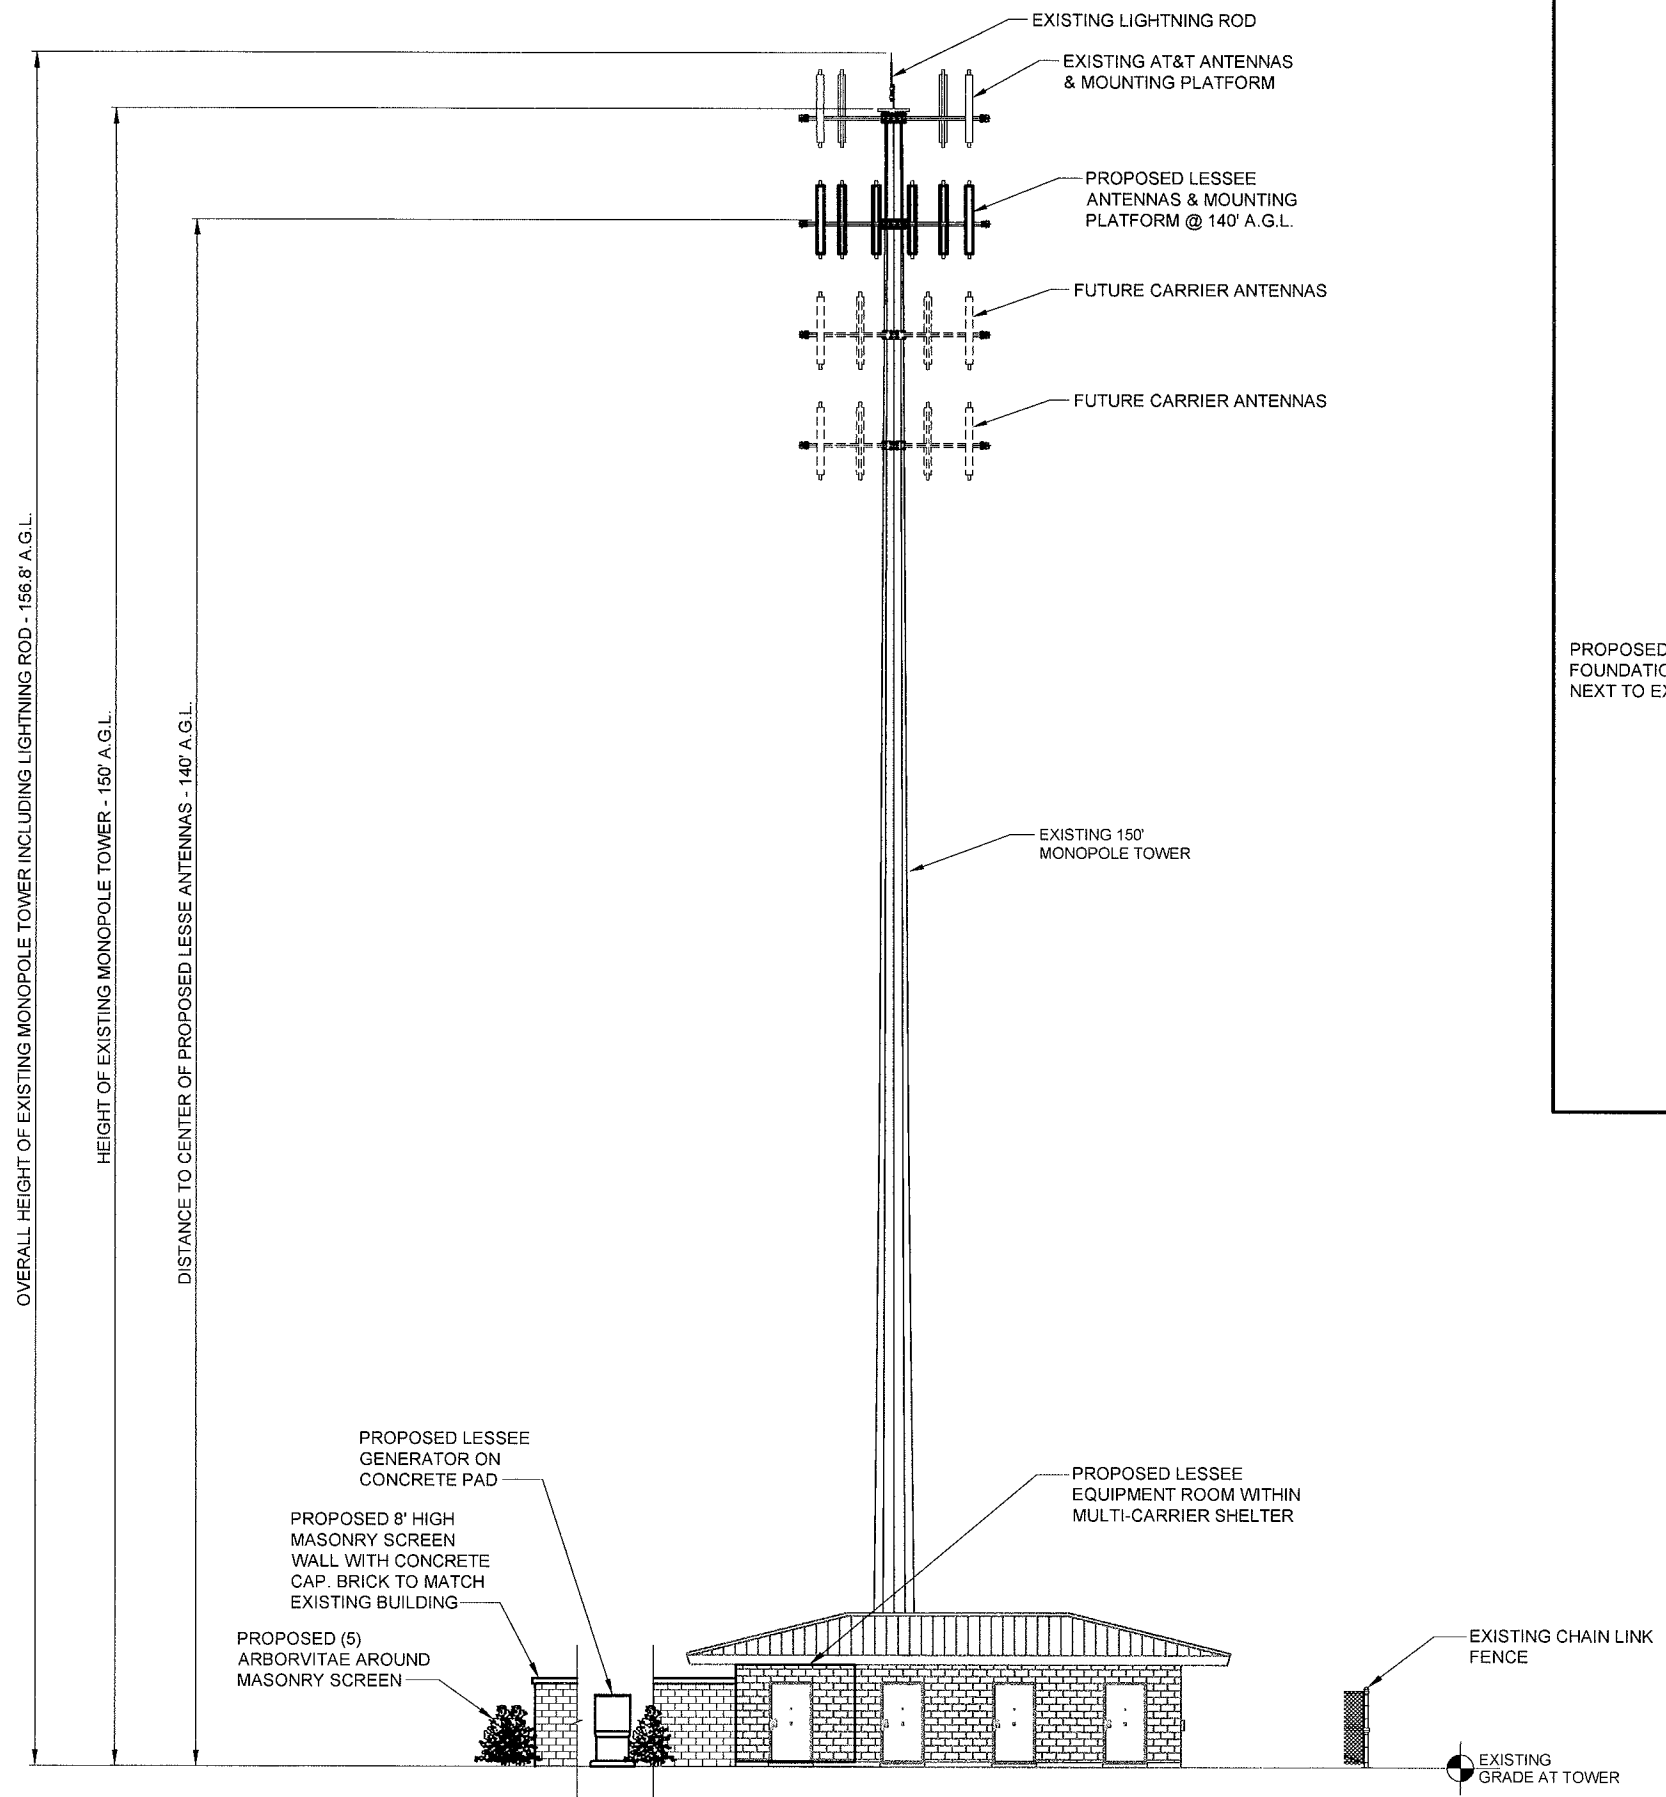 EXISTING LIGHTNING ROD
EXISTING AT&T ANTENNAS
& MOUNTING PLATFORM
PROPOSED LESSEE
ANTENNAS & MOUNTING
PLATFORM @ 140' A.G.L.
FUTURE CARRIER ANTENNAS
FUTURE CARRIER ANTENNAS
OVERALL HEIGHT OF EXISTING MONOPOLE TOWER INCLUDING LIGHTNING ROD - 156.8' A.G.L.
HEIGHT OF EXISTING MONOPOLE TOWER - 150' A.G.L.
DISTANCE TO CENTER OF PROPOSED LESSE ANTENNAS - 140' A.G.L.
PROPOSED
FOUNDATIO
NEXT TO EX
EXISTING 150'
MONOPOLE TOWER
PROPOSED LESSEE
GENERATOR ON
CONCRETE PAD
PROPOSED 8' HIGH
MASONRY SCREEN
WALL WITH CONCRETE
CAP. BRICK TO MATCH
EXISTING BUILDING
PROPOSED (5)
ARBORVITAE AROUND
MASONRY SCREEN
PROPOSED LESSEE
EQUIPMENT ROOM WITHIN
MULTI-CARRIER SHELTER
EXISTING CHAIN LINK
FENCE
EXISTING
GRADE AT TOWER